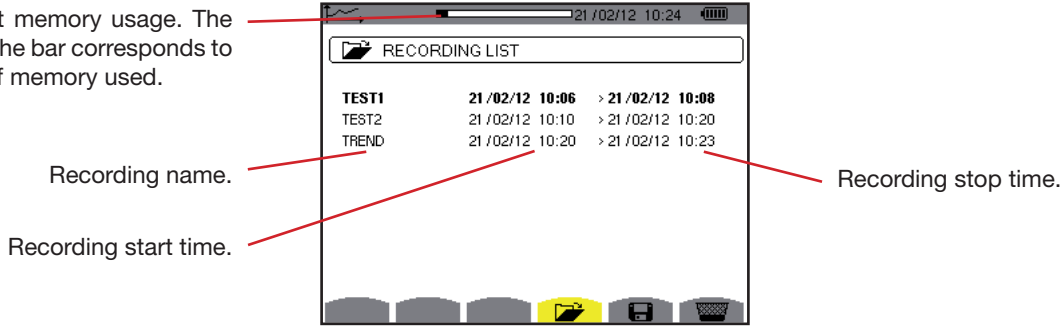 t memory usage. The
he bar corresponds to
f memory used.
21/02/12 10:24
RECORDING LIST
TEST1 21/02/12 10:06 >21/02/12 10:08
TEST2 21/02/12 10:10 >21/02/12 10:20
TREND 21/02/12 10:20 >21/02/12 10:23
Recording name.
Recording stop time.
Recording start time.